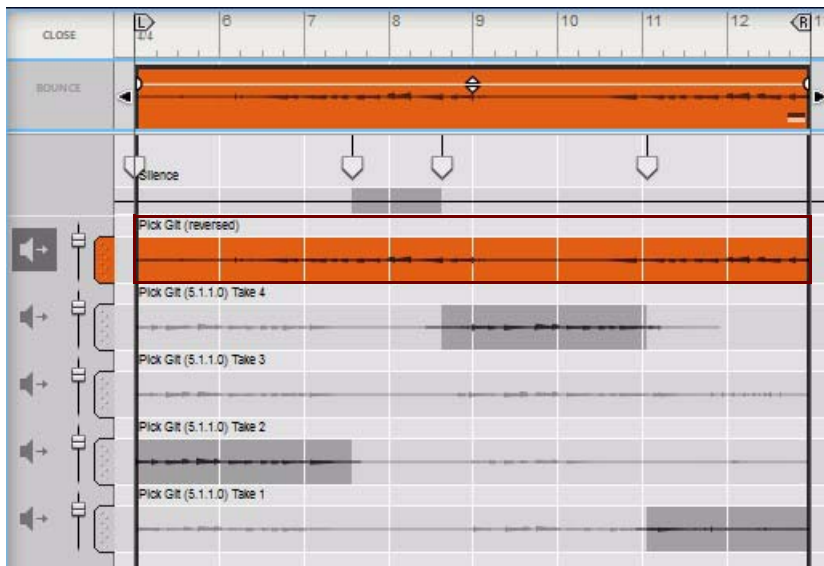 CLOSE
L 6 7 8 9 10 11 12 R 1
4/4
BOUNCE
Silence
Pick Git (reversed)
Pick Git (5.1.1.0) Take 4
Pick Git (5.1.1.0) Take 3
Pick Git (5.1.1.0) Take 2
Pick Git (5.1.1.0) Take 1